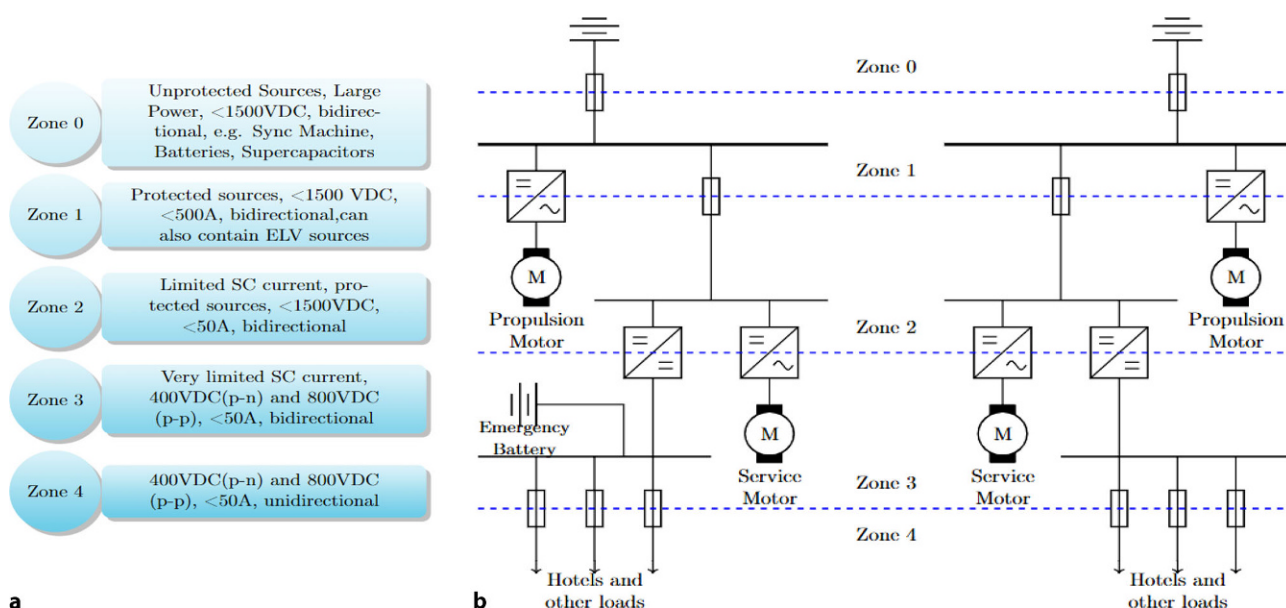 Zone 0
Unprotected Sources, Large
Power, <1500VDC, bidirec-
tional, e.g. Sync Machine,
Batteries, Supercapacitors
Zone 1
Protected sources, <1500 VDC,
<500A, bidirectional,can
also contain ELV sources
Zone 2
Limited SC current, pro-
tected sources, <1500VDC,
<50A, bidirectional
Zone 3
Very limited SC current,
400VDC(p-n) and 800VDC
(p-p), <50A, bidirectional
Zone 4
400VDC(p-n) and 800VDC
(p-p), <50A, unidirectional
a
Zone 0
Zone 1
M
M
Propulsion
Motor
Zone 2
Propulsion
Motor
Emergency
Battery
M
M
Service
Motor
Zone 3
Service
Motor
Zone 4
Hotels and
other loads
Hotels and
other loads
b